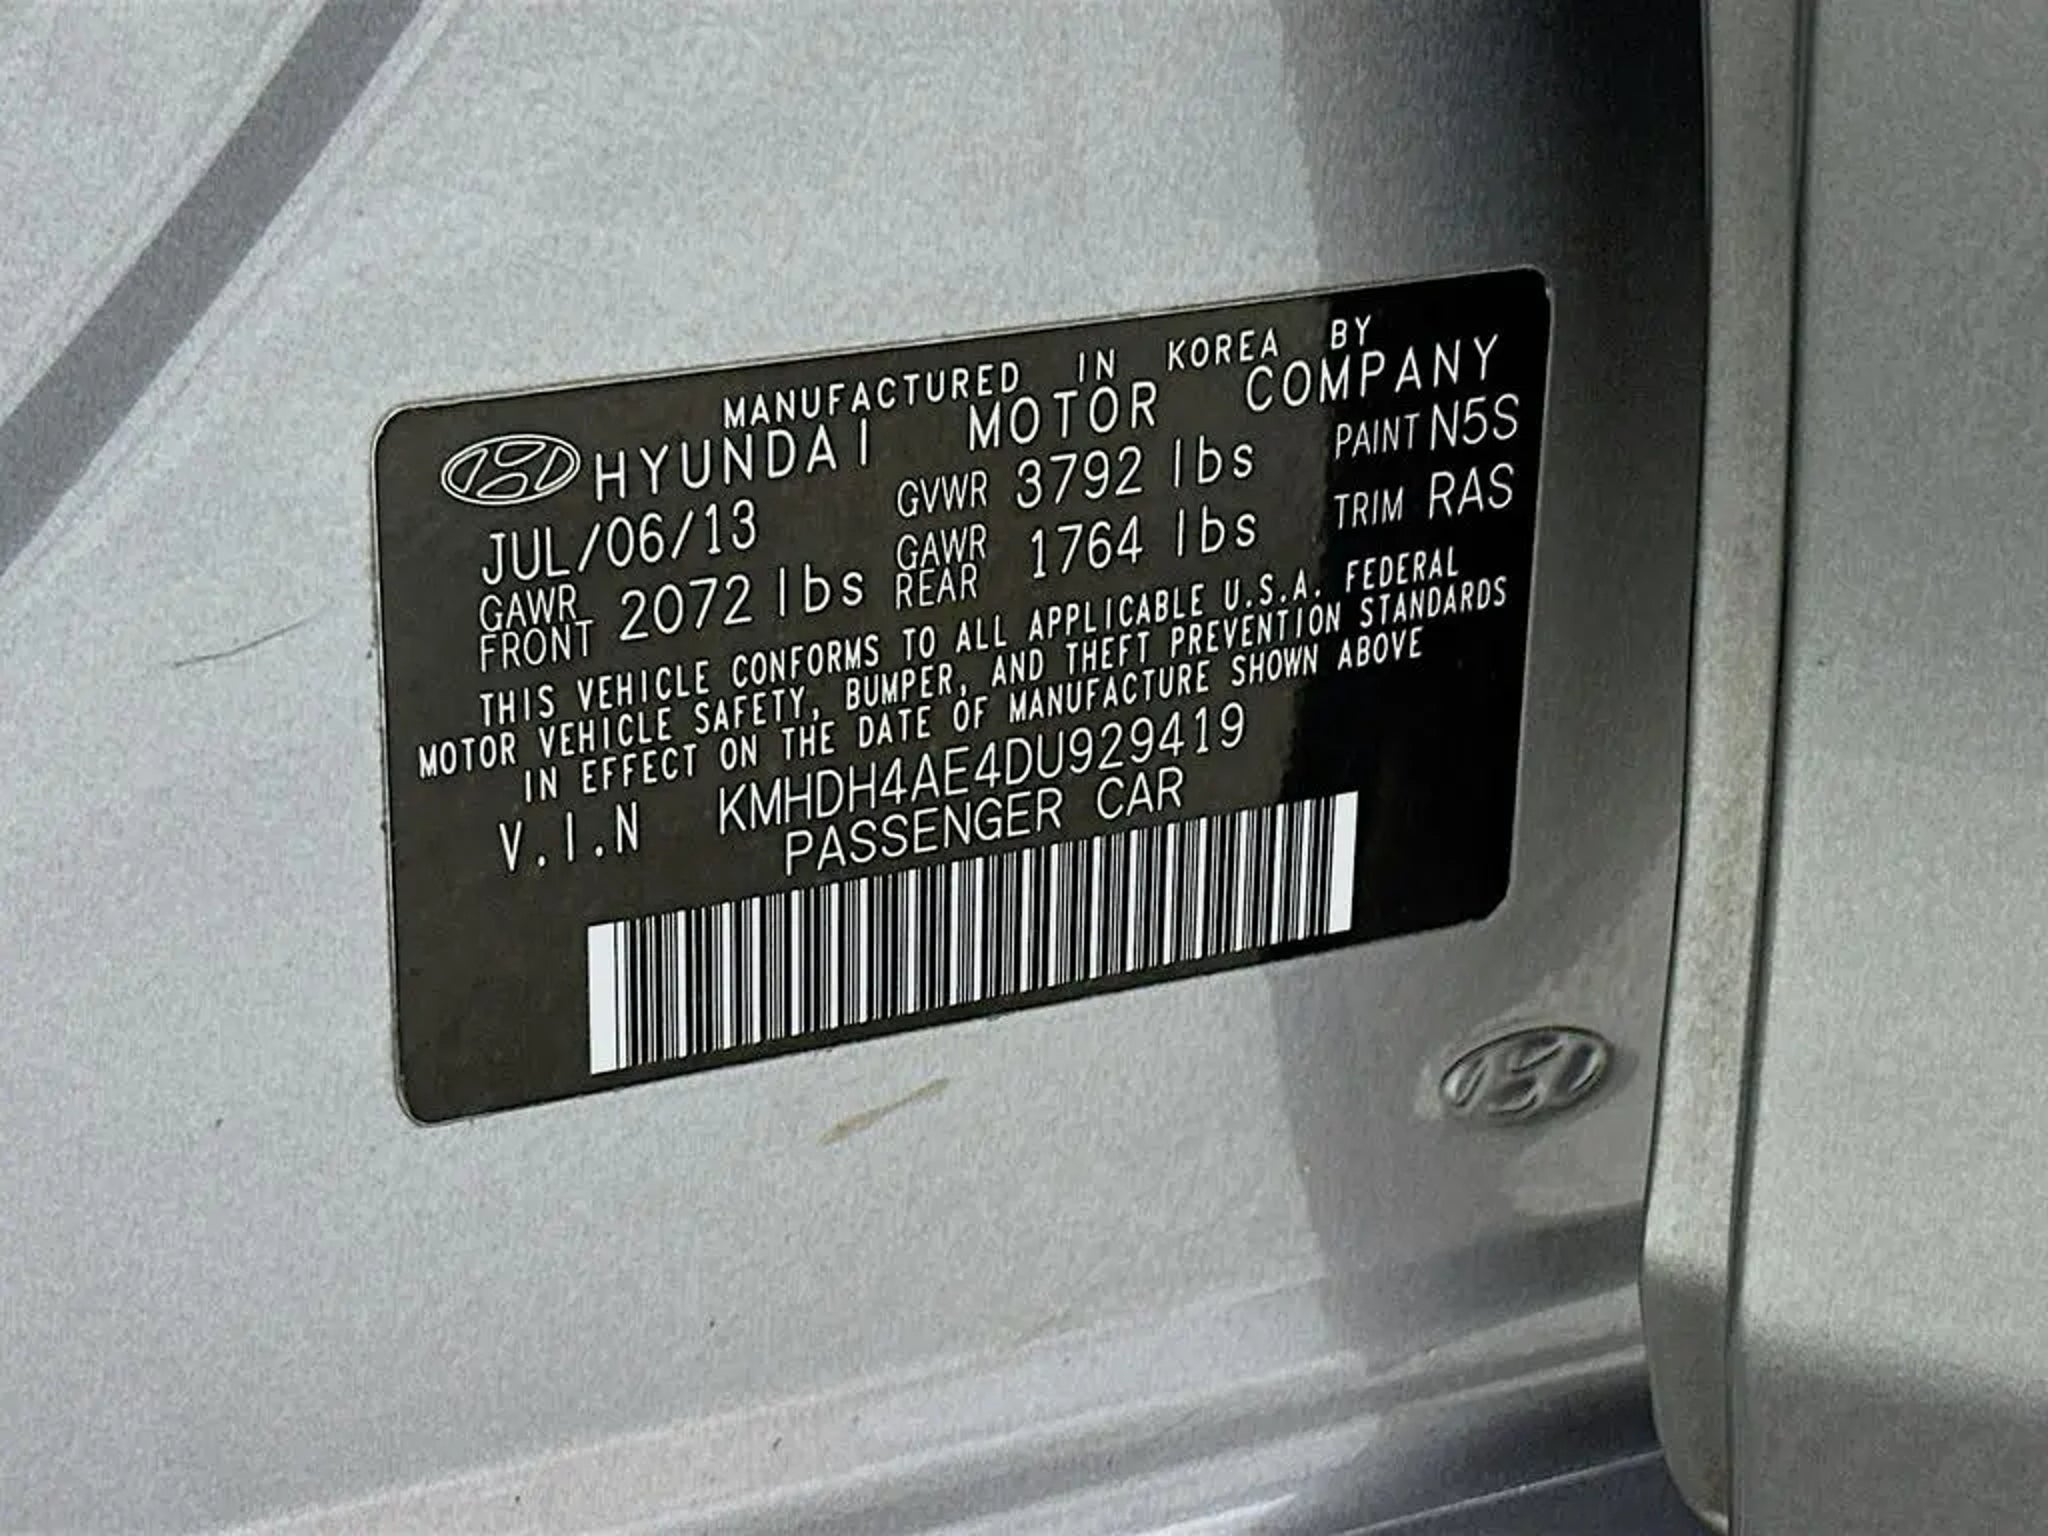 MANUFACTURED IN KOREA BY
HYUNDAI MOTOR COMPANY
JUL/06/13 GVWR 3792 lbs PAINT N5S
GAWR FRONT 2072 lbs GAWR REAR 1764 lbs TRIM RAS
THIS VEHICLE CONFORMS TO ALL APPLICABLE U.S.A. FEDERAL
MOTOR VEHICLE SAFETY, BUMPER, AND THEFT PREVENTION STANDARDS
IN EFFECT ON THE DATE OF MANUFACTURE SHOWN ABOVE
V.I.N KMHDH4AE4DU929419
PASSENGER CAR